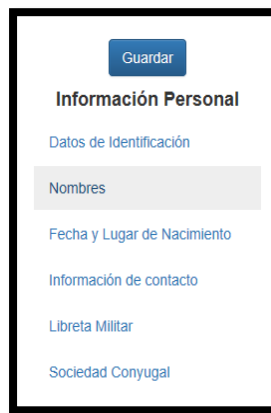 Guardar
Información Personal
Datos de Identificación
Nombres
Fecha y Lugar de Nacimiento
Información de contacto
Libreta Militar
Sociedad Conyugal